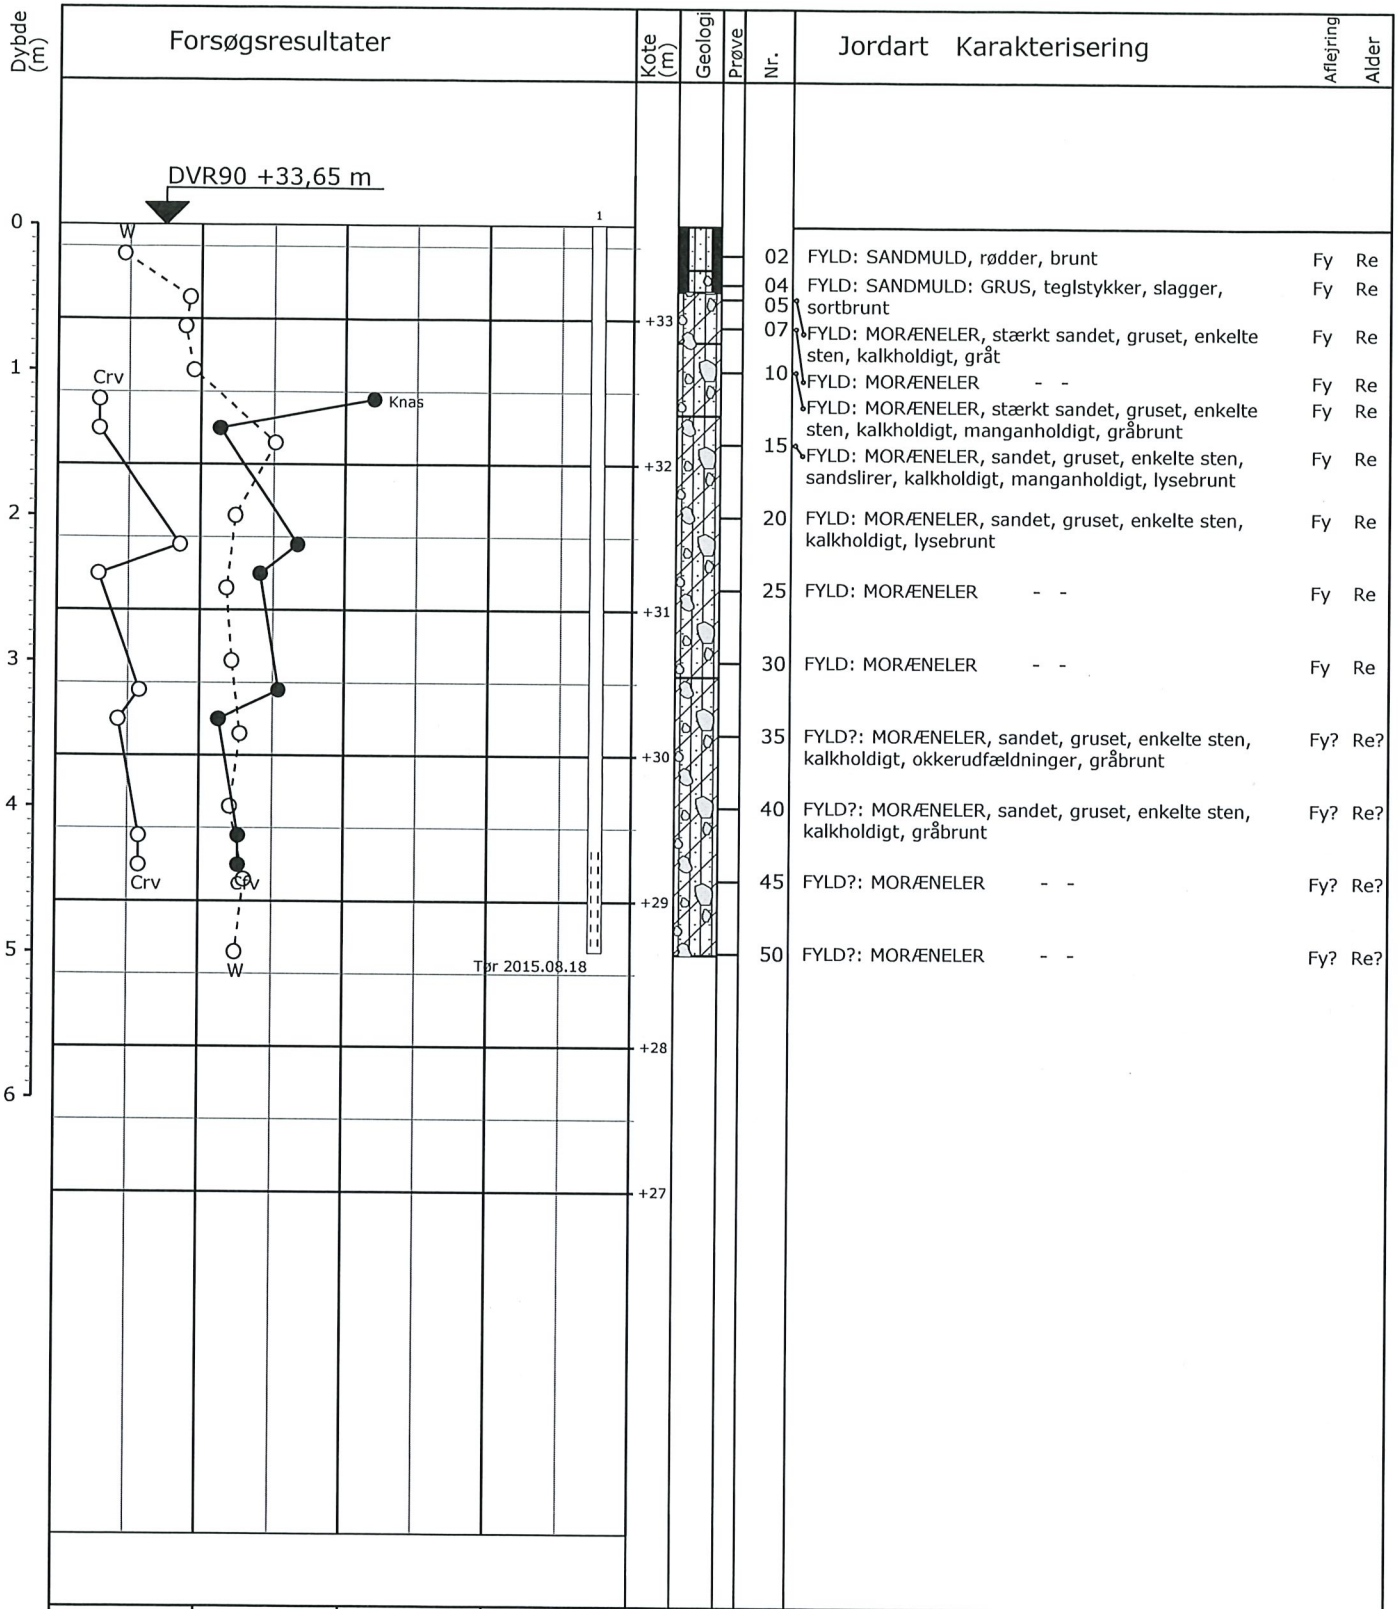 Dybde
(m)
Forsøgsresultater
Kote
(m)
Geologi
Prøve
Nr.
Jordart Karakterisering
Aflejring
Alder
DVR90 +33,65 m
0
W
1
02 FYLD: SANDMULD, rødder, brunt Fy Re
04 FYLD: SANDMULD: GRUS, teglstykker, slagger, Fy Re
05 sortbrunt
+33
07 FYLD: MORÆNELER, stærkt sandet, gruset, enkelte Fy Re
sten, kalkholdigt, gråt
1
Crv
10 FYLD: MORÆNELER - - Fy Re
Knas
FYLD: MORÆNELER, stærkt sandet, gruset, enkelte Fy Re
sten, kalkholdigt, manganholdigt, gråbrunt
15
+32
FYLD: MORÆNELER, sandet, gruset, enkelte sten, Fy Re
sandslirer, kalkholdigt, manganholdigt, lysebrunt
2
20 FYLD: MORÆNELER, sandet, gruset, enkelte sten, Fy Re
kalkholdigt, lysebrunt
25 FYLD: MORÆNELER - - Fy Re
+31
3
30 FYLD: MORÆNELER - - Fy Re
35 FYLD?: MORÆNELER, sandet, gruset, enkelte sten, Fy? Re?
kalkholdigt, okkerudfældninger, gråbrunt
+30
4
40 FYLD?: MORÆNELER, sandet, gruset, enkelte sten, Fy? Re?
kalkholdigt, gråbrunt
Crv
Cfv
45 FYLD?: MORÆNELER - - Fy? Re?
+29
5
W
Tør 2015.08.18
50 FYLD?: MORÆNELER - - Fy? Re?
+28
6
+27